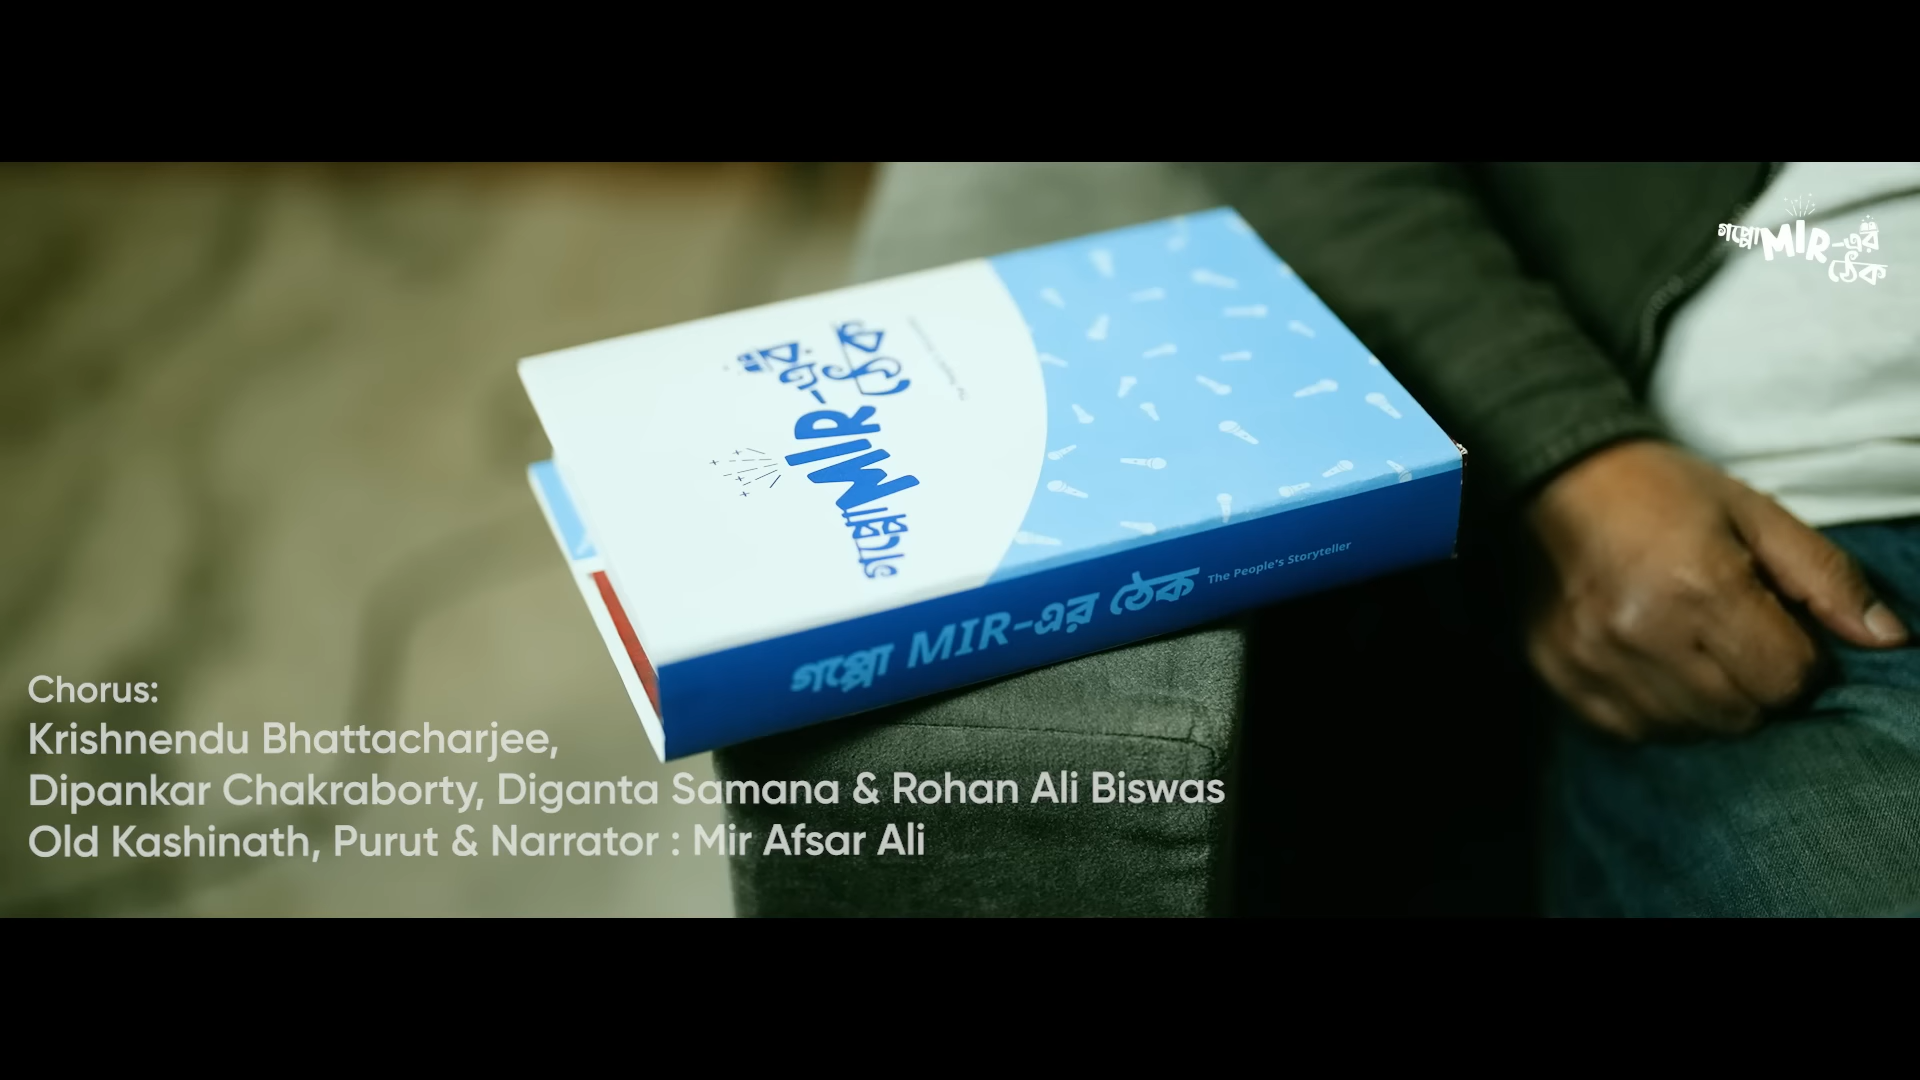 গপ্পো MIR-এর
ঠেক
গপ্পো MIR-এর
ঠেক
গপ্পো MIR-এর ঠেক The People's Storyteller
Chorus:
Krishnendu Bhattacharjee,
Dipankar Chakraborty, Diganta Samana & Rohan Ali Biswas
Old Kashinath, Purut & Narrator : Mir Afsar Ali